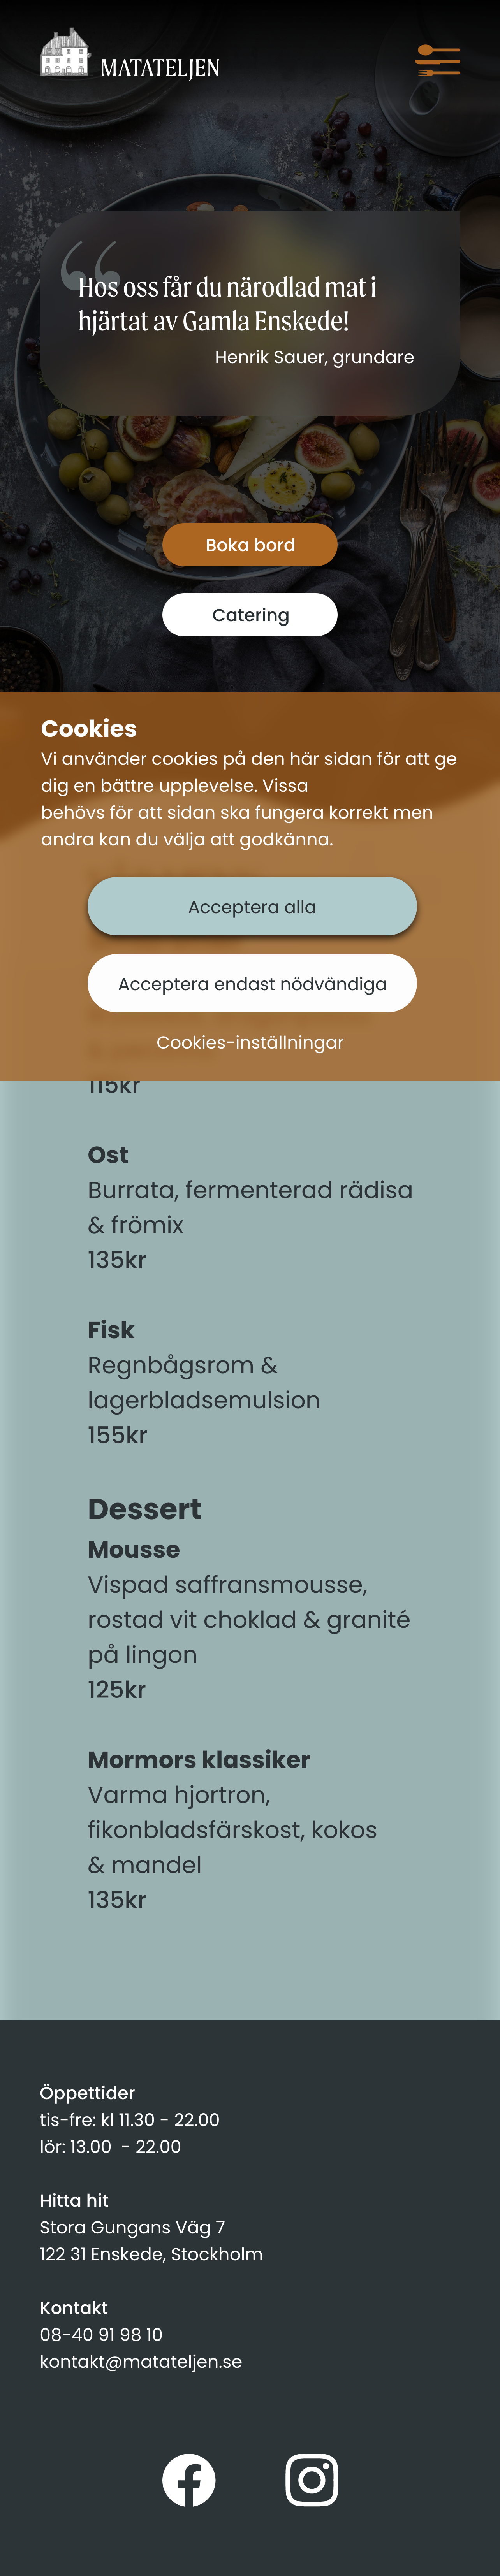 MATATELJEN
“
Hos oss får du närodlad mat i
hjärtat av Gamla Enskede!
Henrik Sauer, grundare
Boka bord
Catering
Cookies
Vi använder cookies på den här sidan för att ge
dig en bättre upplevelse. Vissa
behövs för att sidan ska fungera korrekt men
andra kan du välja att godkänna.
Acceptera alla
Acceptera endast nödvändiga
Cookies-inställningar
115kr
Ost
Burrata, fermenterad rädisa
& frömix
135kr
Fisk
Regnbågsrom &
lagerbladsemulsion
155kr
Dessert
Mousse
Vispad saffransmousse,
rostad vit choklad & granité
på lingon
125kr
Mormors klassiker
Varma hjortron,
fikonbladsfärskost, kokos
& mandel
135kr
Öppettider
tis-fre: kl 11.30 - 22.00
lör: 13.00  - 22.00
Hitta hit
Stora Gungans Väg 7
122 31 Enskede, Stockholm
Kontakt
08-40 91 98 10
kontakt@matateljen.se